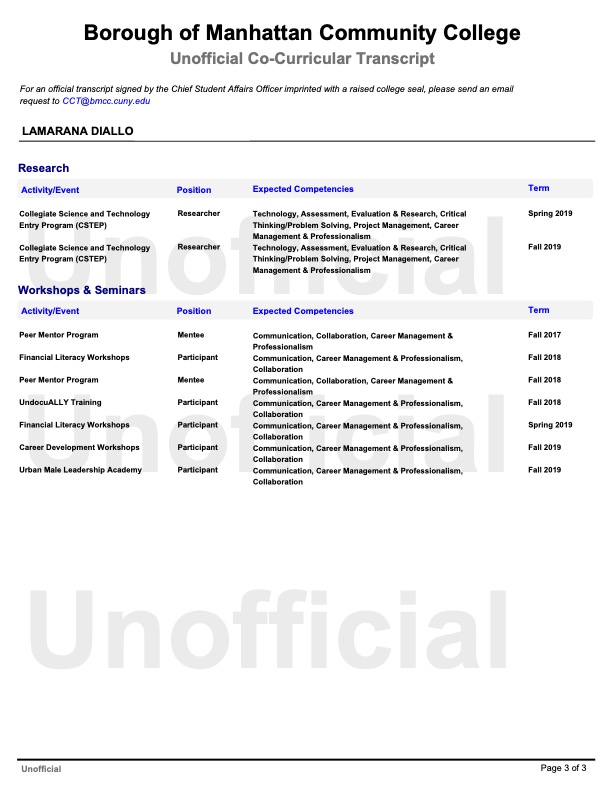 Borough of Manhattan Community College
Unofficial Co-Curricular Transcript
For an official transcript signed by the Chief Student Affairs Officer imprinted with a raised college seal, please send an email
request to CCT@bmcc.cuny.edu
LAMARANA DIALLO
Research
Activity/Event Position Expected Competencies Term
Collegiate Science and Technology Researcher Technology, Assessment, Evaluation & Research, Critical Spring 2019
Entry Program (CSTEP) Thinking/Problem Solving, Project Management, Career
Management & Professionalism
Collegiate Science and Technology Researcher Technology, Assessment, Evaluation & Research, Critical Fall 2019
Entry Program (CSTEP) Thinking/Problem Solving, Project Management, Career
Management & Professionalism
Unofficial
Workshops & Seminars
Activity/Event Position Expected Competencies Term
Peer Mentor Program Mentee Communication, Collaboration, Career Management & Fall 2017
Professionalism
Financial Literacy Workshops Participant Communication, Career Management & Professionalism, Fall 2018
Collaboration
Peer Mentor Program Mentee Communication, Collaboration, Career Management & Fall 2018
Professionalism
UndocuALLY Training Participant Communication, Career Management & Professionalism, Fall 2018
Collaboration
Financial Literacy Workshops Participant Communication, Career Management & Professionalism, Spring 2019
Collaboration
Career Development Workshops Participant Communication, Career Management & Professionalism, Fall 2019
Collaboration
Urban Male Leadership Academy Participant Communication, Career Management & Professionalism, Fall 2019
Collaboration
Unofficial
Unofficial
Unofficial Page 3 of 3